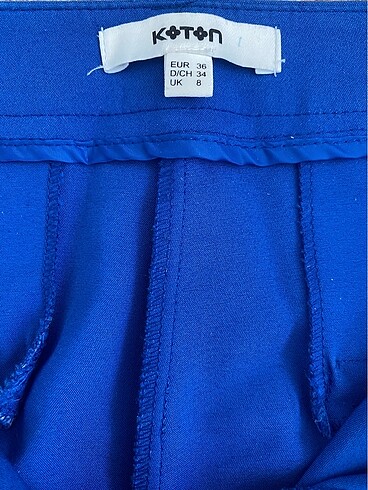 KOTON
EUR 36
D/CH 34
UK 8